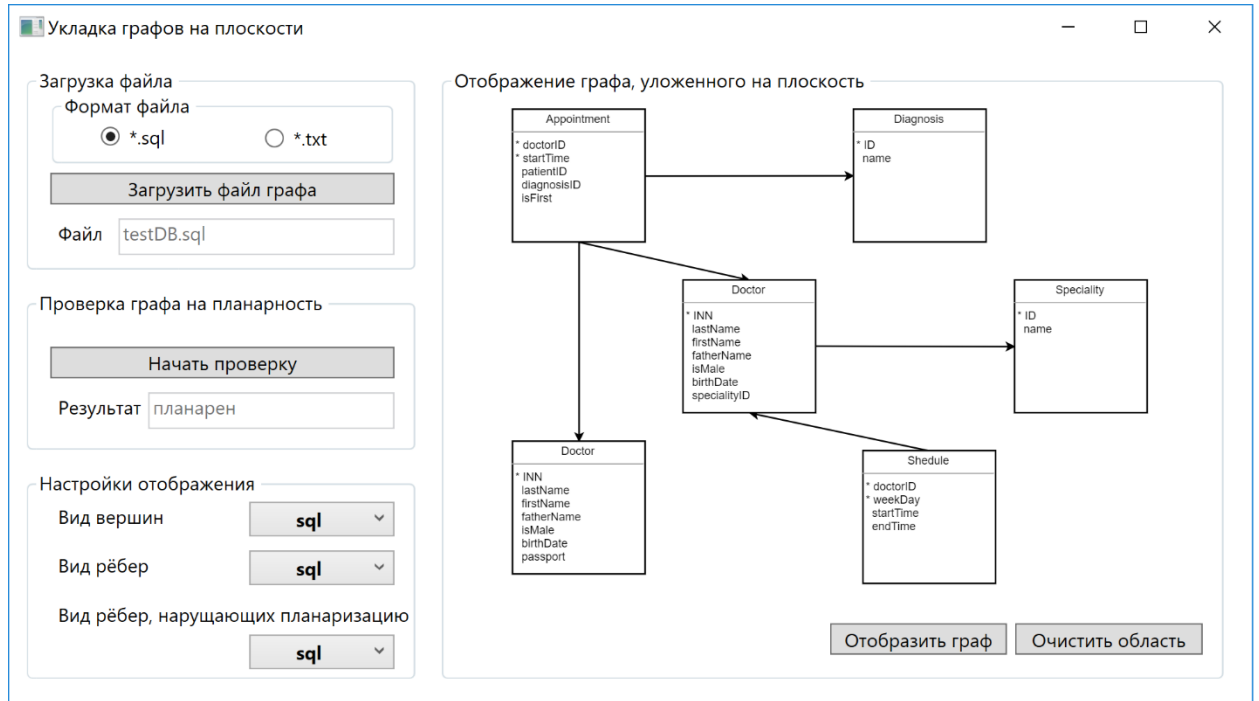 Укладка графов на плоскости
Загрузка файла
Формат файла
*.sql
*.txt
Загрузить файл графа
Файл
testDB.sql
Проверка графа на планарность
Начать проверку
Результат
планарен
Настройки отображения
Вид вершин
sql
Вид рёбер
sql
Вид рёбер, нарущающих планаризацию
sql
Отображение графа, уложенного на плоскость
Appointment
* doctorID
* startTime
patientID
diagnosisID
isFirst
Diagnosis
* ID
name
Doctor
* INN
lastName
firstName
fatherName
isMale
birthDate
specialityID
Speciality
* ID
name
Doctor
* INN
lastName
firstName
fatherName
isMale
birthDate
passport
Shedule
* doctorID
* weekDay
startTime
endTime
Отобразить граф
Очистить область